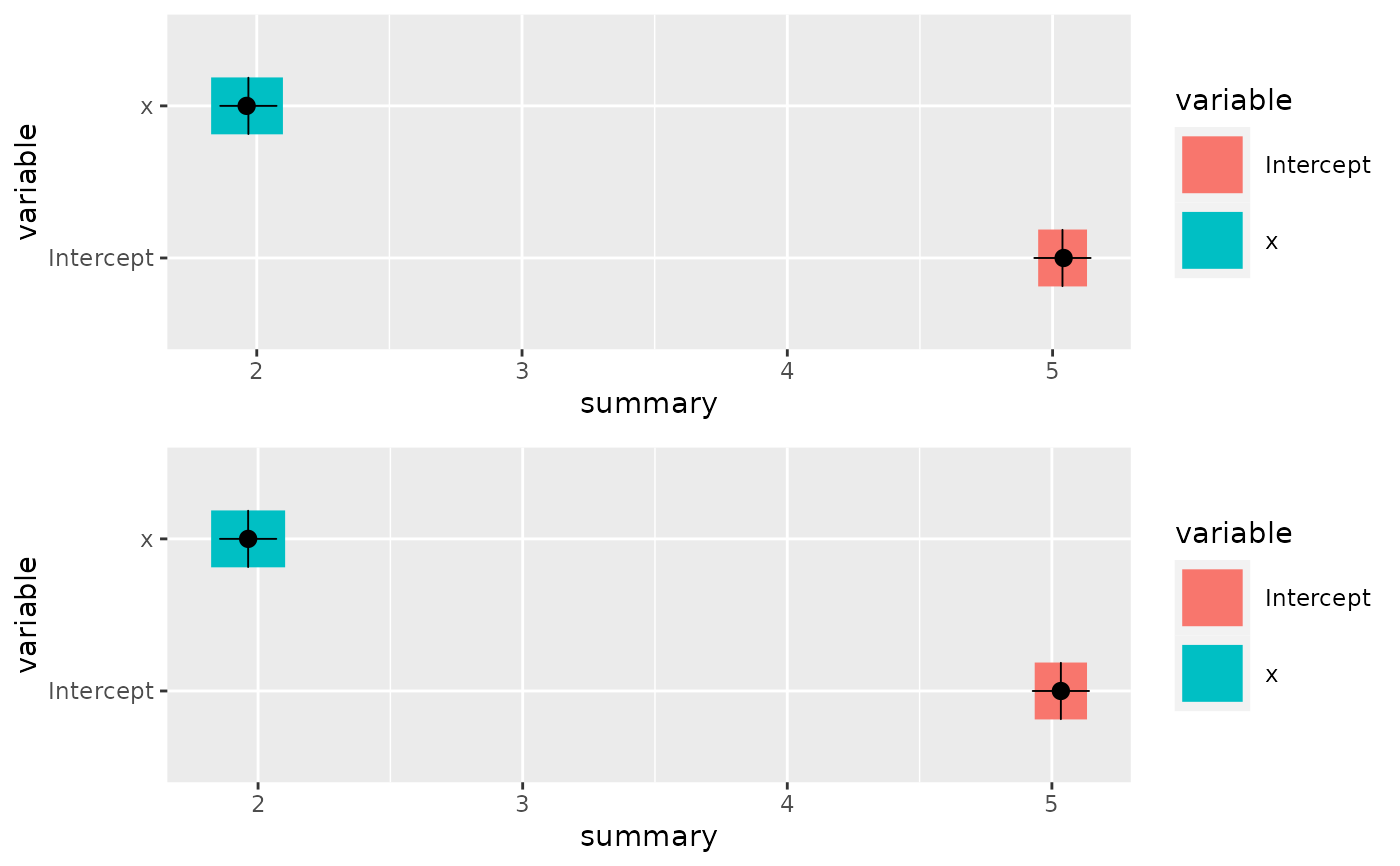 variable
x
Intercept
2 3 4 5
summary
variable
Intercept
x
variable
x
Intercept
2 3 4 5
summary
variable
Intercept
x